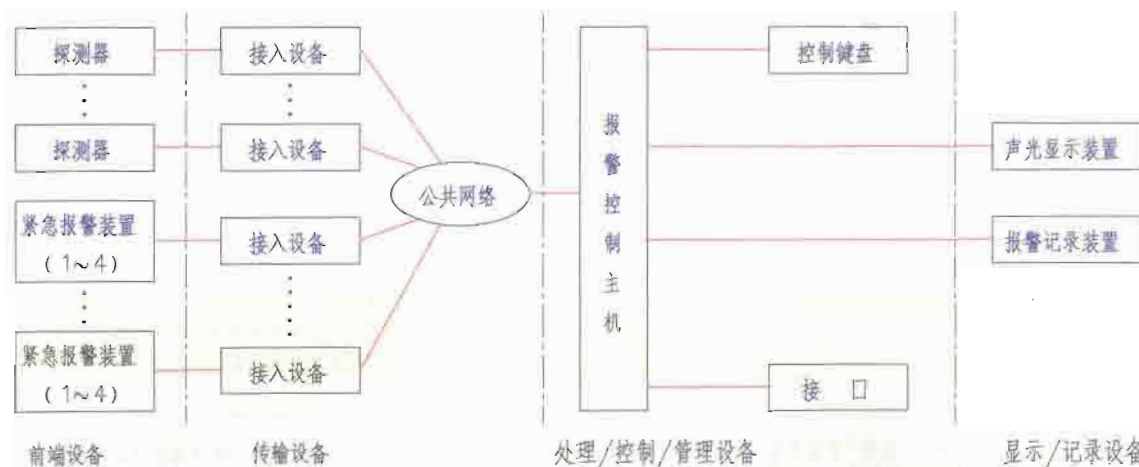 探测器
接入设备
控制键盘
探测器
接入设备
声光显示装置
公共网络
报警控制主机
紧急报警装置
(1~4)
接入设备
报警记录装置
紧急报警装置
(1~4)
接入设备
接 口
前端设备
传输设备
处理/控制/管理设备
显示/记录设备